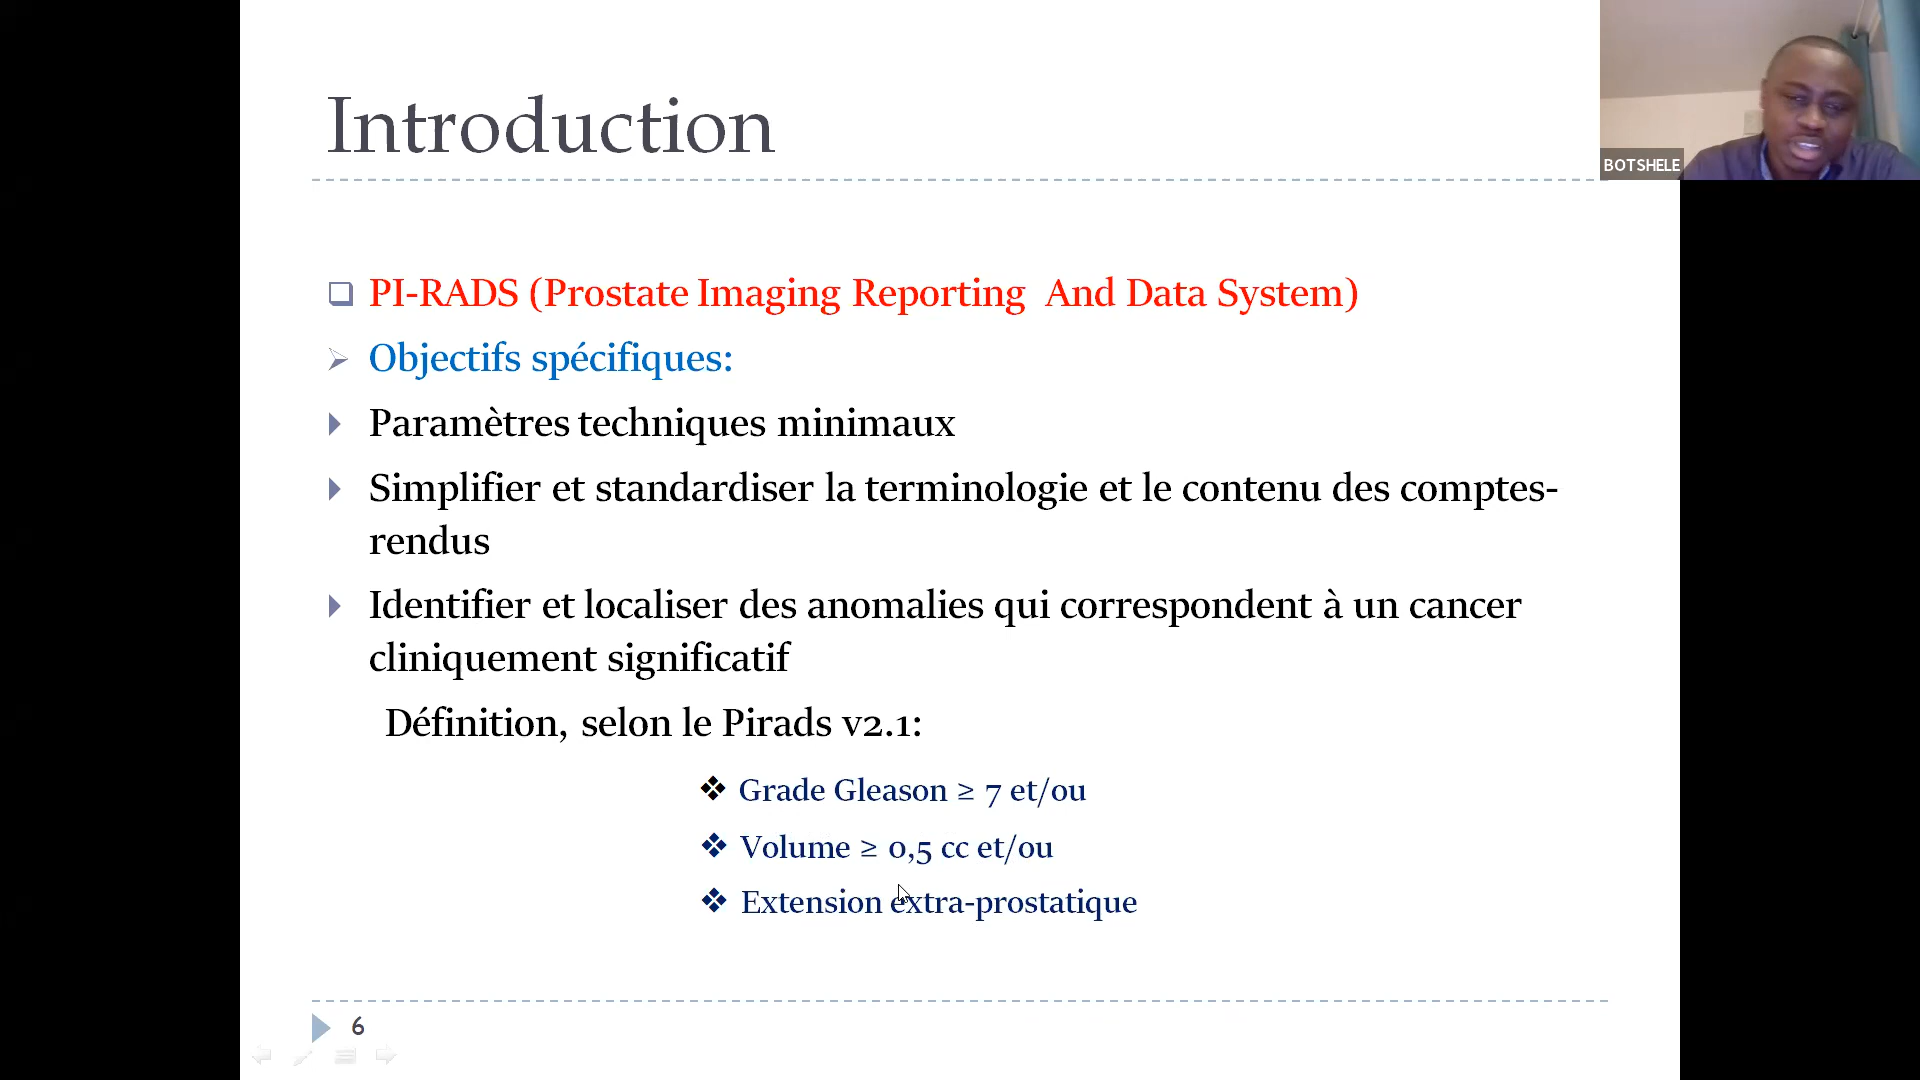 Introduction
BOTSHELE
PI-RADS (Prostate Imaging Reporting And Data System)
Objectifs spécifiques:
Paramètres techniques minimaux
Simplifier et standardiser la terminologie et le contenu des comptes-
rendus
Identifier et localiser des anomalies qui correspondent à un cancer
cliniquement significatif
Définition, selon le Pirads v2.1:
Grade Gleason ≥ 7 et/ou
Volume ≥ 0,5 cc et/ou
Extension extra-prostatique
6